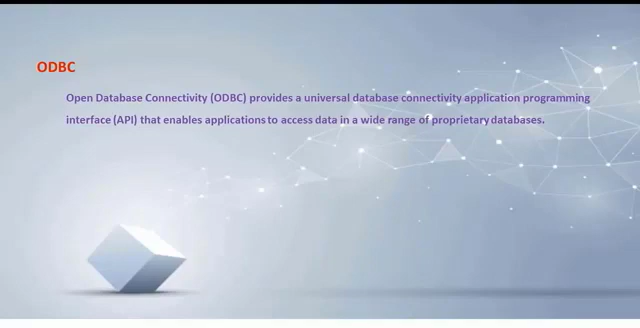 ODBC
Open Database Connectivity (ODBC) provides a universal database connectivity application programming
interface (API) that enables applications to access data in a wide range of proprietary databases.